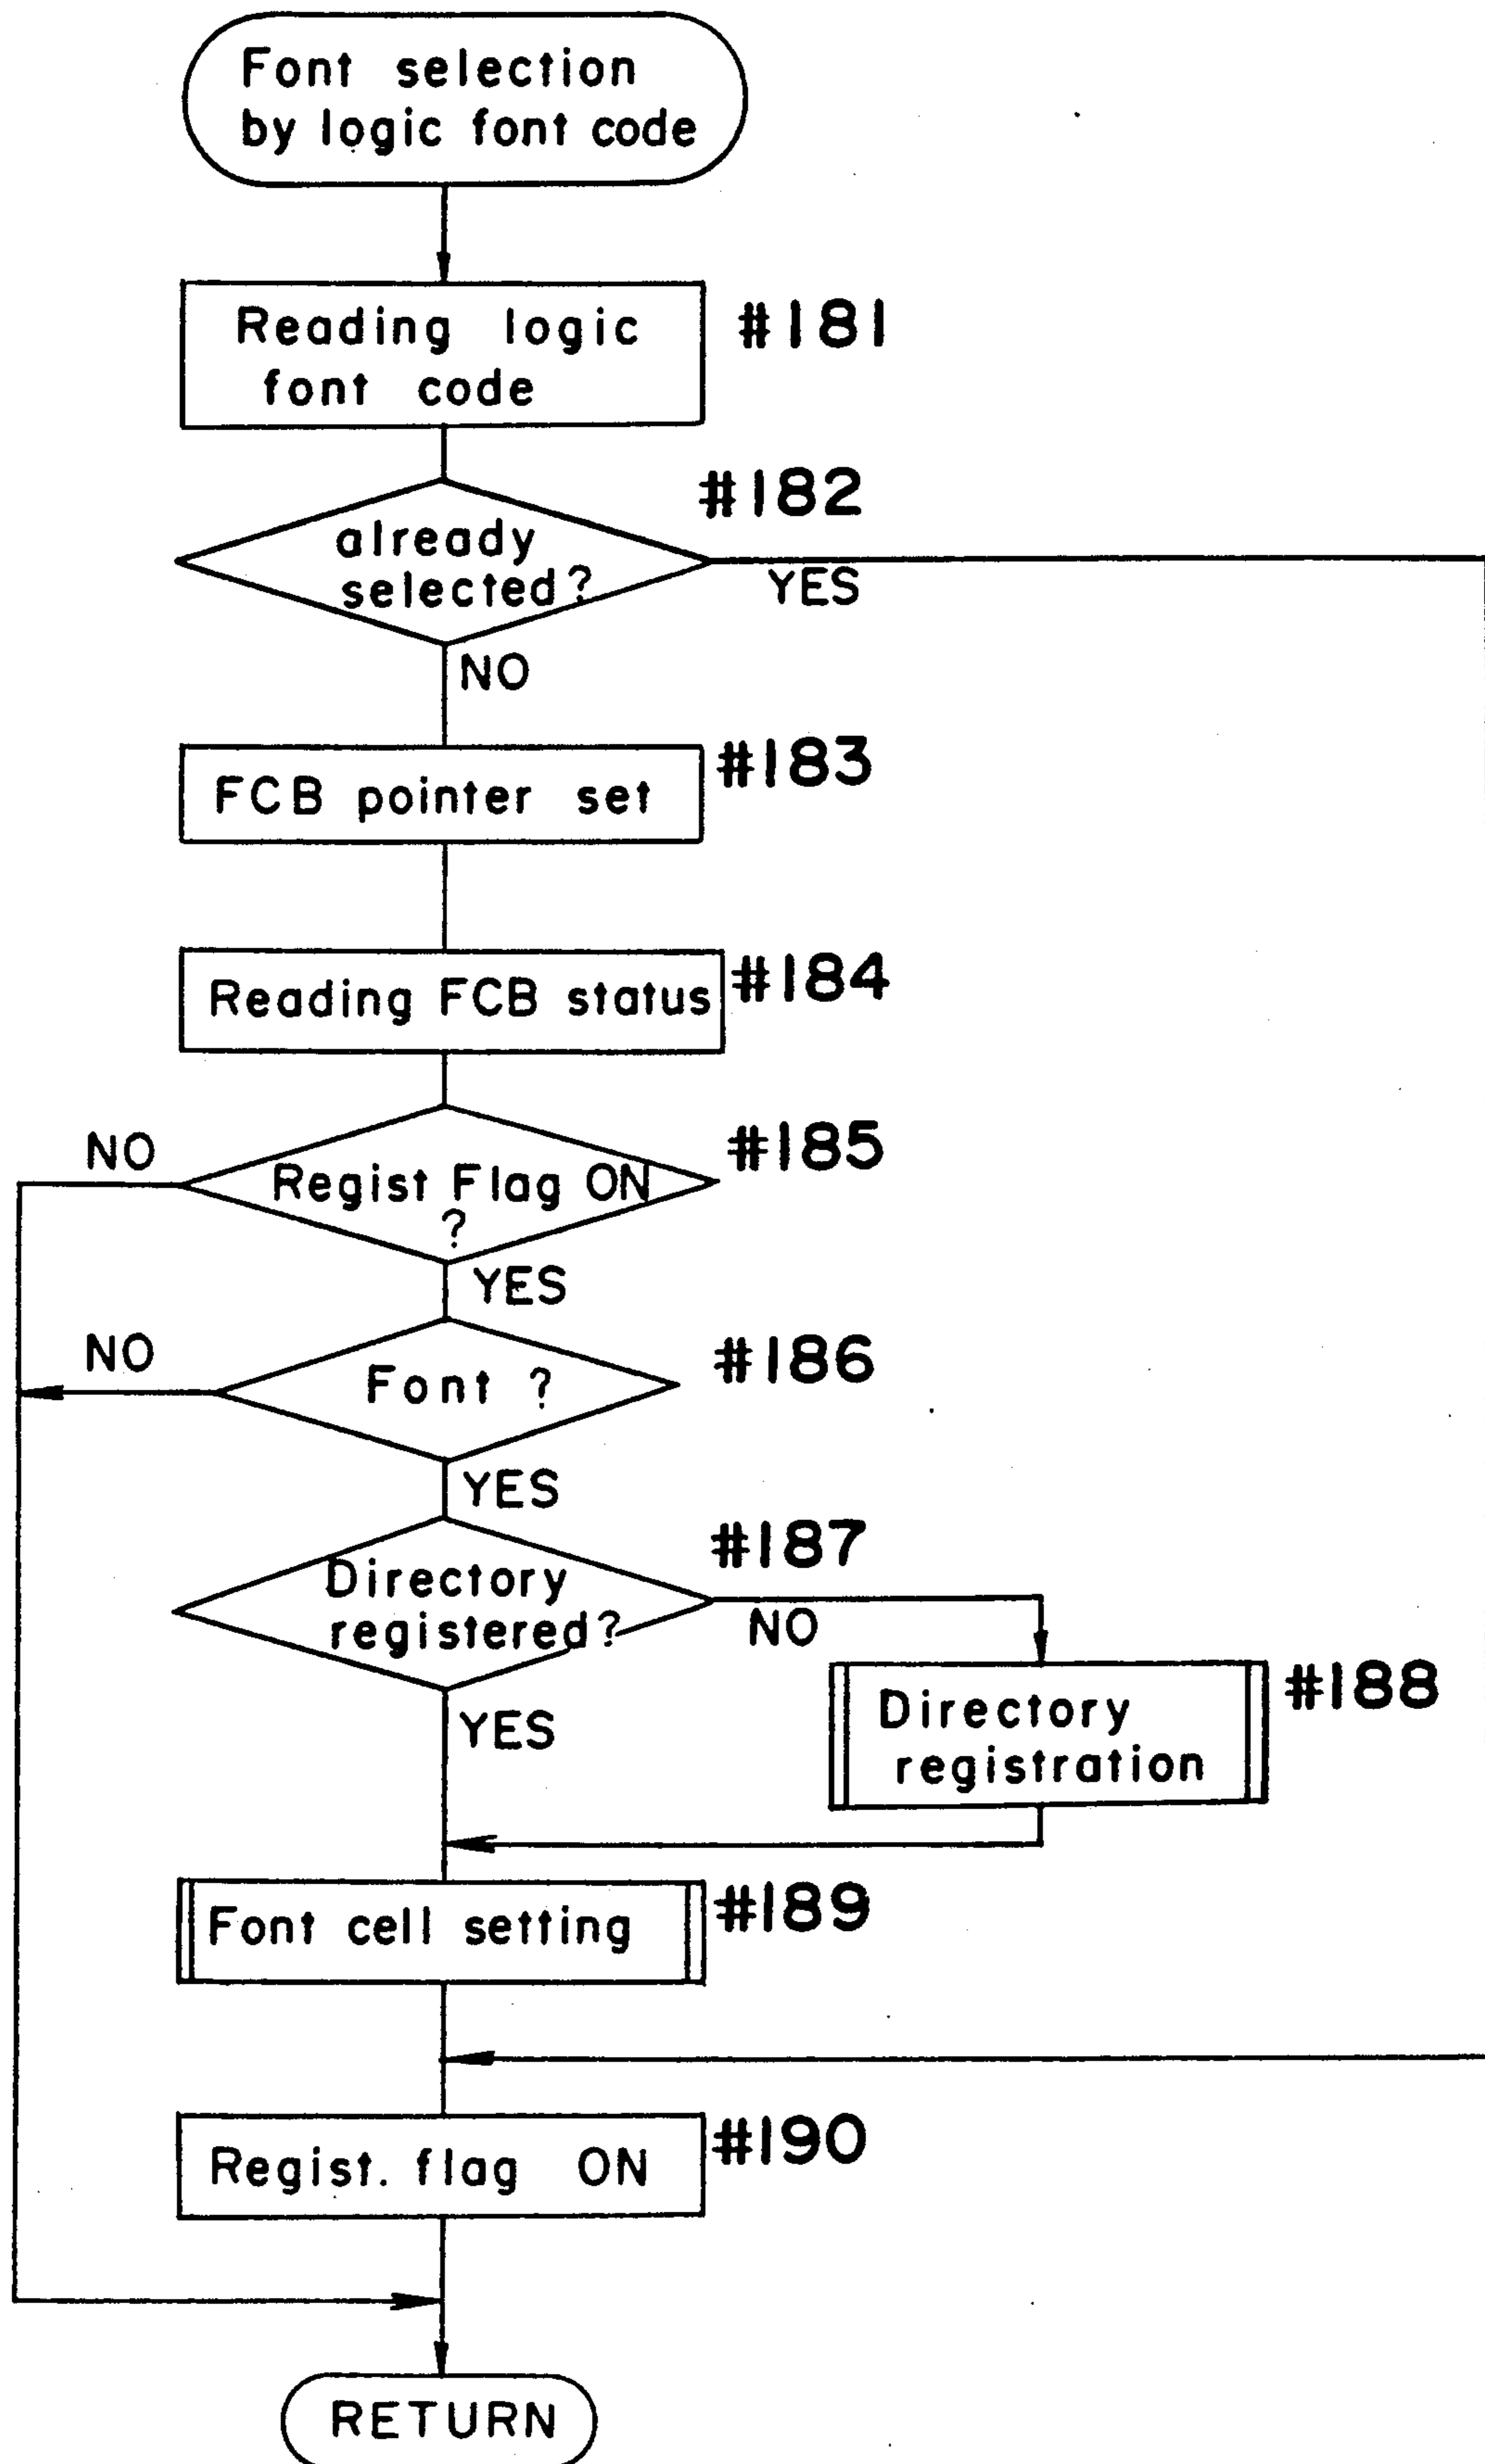 Font selection
by logic font code
Reading logic
font code
#181
#182
already
selected?
YES
NO
FCB pointer set
#183
Reading FCB status
#184
NO
Regist Flag ON
?
#185
YES
NO
Font ?
#186
YES
#187
Directory
registered?
NO
YES
Directory
registration
#188
Font cell setting
#189
Regist. flag ON
#190
RETURN